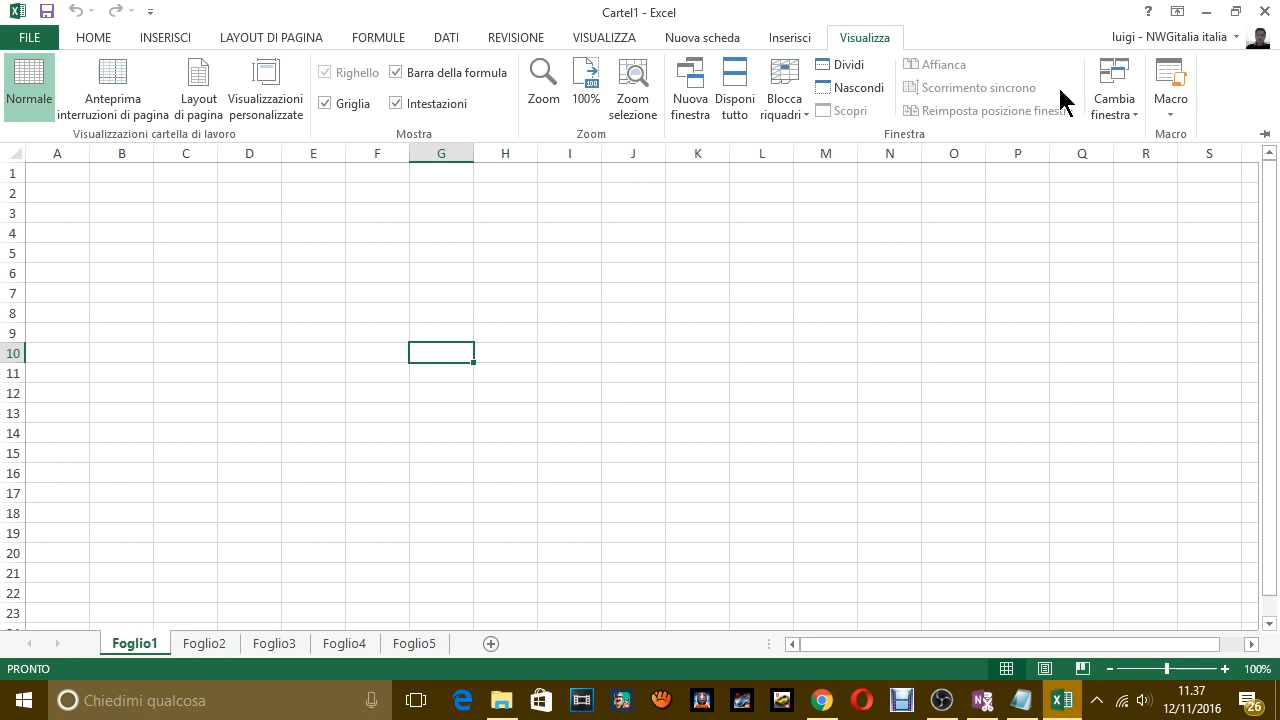 Cartel1 - Excel
FILE HOME INSERISCI LAYOUT DI PAGINA FORMULE DATI REVISIONE VISUALIZZA Nuova scheda Inserisci Visualizza luigi - NWGitalia italia
Normale
Anteprima
interruzioni di pagina
Layout
di pagina
Visualizzazioni
personalizzate
Visualizzazioni cartella di lavoro
Righello
Barra della formula
Griglia
Intestazioni
Mostra
Zoom
100
100%
Zoom
selezione
Zoom
Nuova
finestra
Disponi
tutto
Blocca
riquadri
Dividi
Nascondi
Scopri
Affianca
Scorrimento sincrono
Reimposta posizione finestra
Finestra
Cambia
finestra
Macro
Macro
A B C D E F G H I J K L M N O P Q R S
1
2
3
4
5
6
7
8
9
10
11
12
13
14
15
16
17
18
19
20
21
22
23
Foglio1 Foglio2 Foglio3 Foglio4 Foglio5
PRONTO 100%
Chiedimi qualcosa
11.37
12/11/2016
26